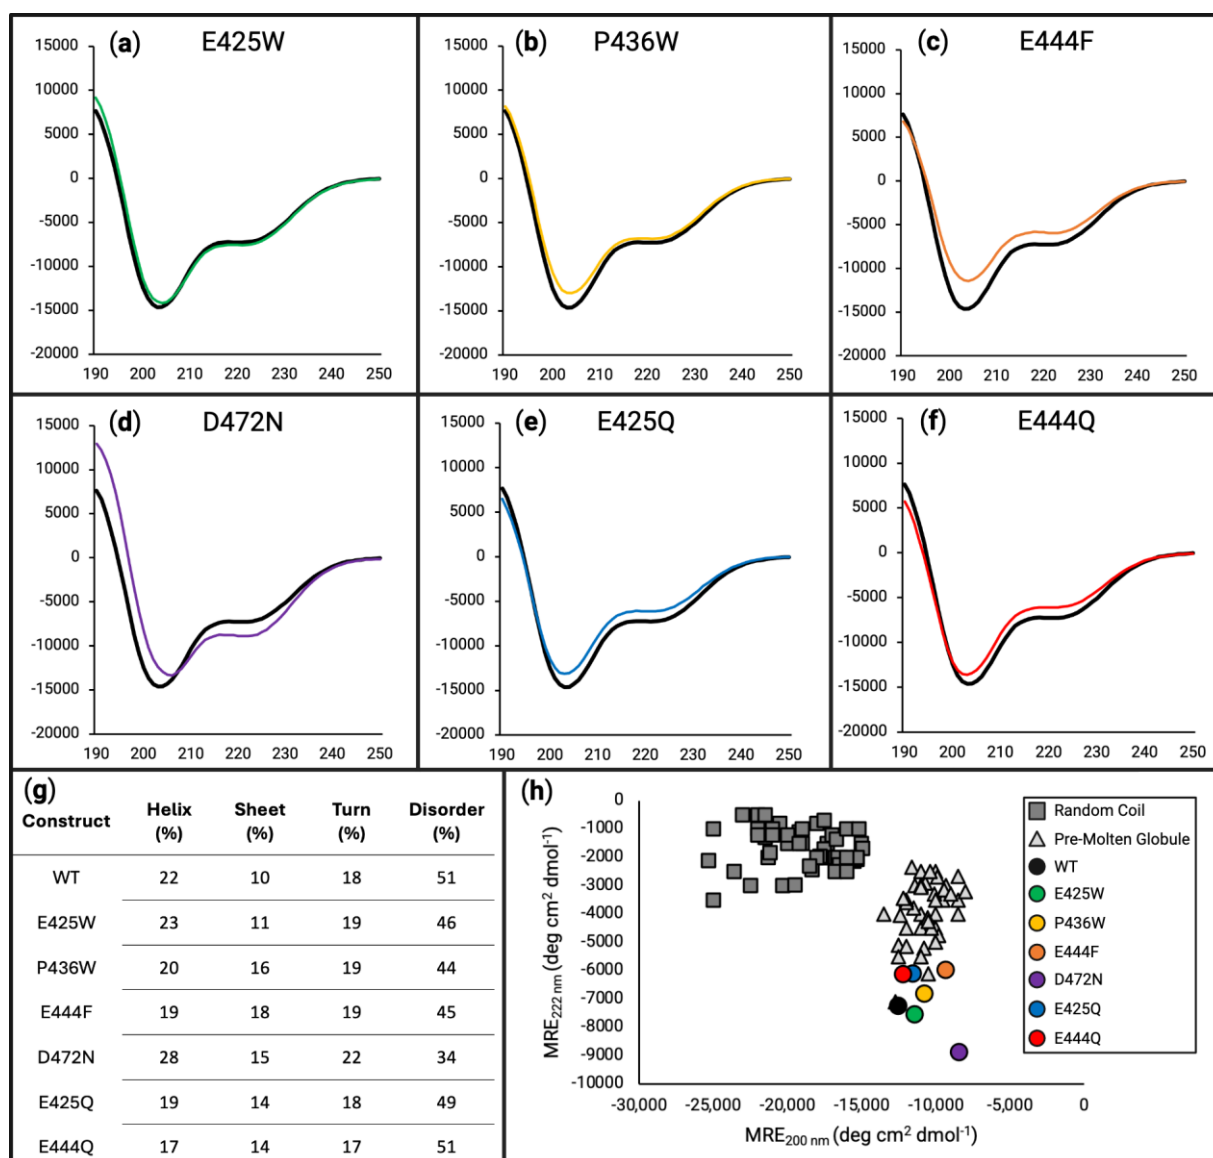 (a) E425W
15000
10000
5000
0
-5000
-10000
-15000
-20000
190 200 210 220 230 240 250
(b) P436W
15000
10000
5000
0
-5000
-10000
-15000
-20000
190 200 210 220 230 240 250
(c) E444F
15000
10000
5000
0
-5000
-10000
-15000
-20000
190 200 210 220 230 240 250
(d) D472N
15000
10000
5000
0
-5000
-10000
-15000
-20000
190 200 210 220 230 240 250
(e) E425Q
15000
10000
5000
0
-5000
-10000
-15000
-20000
190 200 210 220 230 240 250
(f) E444Q
15000
10000
5000
0
-5000
-10000
-15000
-20000
190 200 210 220 230 240 250
(g)
Construct Helix (%) Sheet (%) Turn (%) Disorder (%)
WT 22 10 18 51
E425W 23 11 19 46
P436W 20 16 19 44
E444F 19 18 19 45
D472N 28 15 22 34
E425Q 19 14 18 49
E444Q 17 14 17 51
(h)
MRE222 nm (deg cm2 dmol-1)
0
-1000
-2000
-3000
-4000
-5000
-6000
-7000
-8000
-9000
-10000
-30,000 -25,000 -20,000 -15,000 -10,000 -5,000 0
MRE200 nm (deg cm2 dmol-1)
Random Coil
Pre-Molten Globule
WT
E425W
P436W
E444F
D472N
E425Q
E444Q